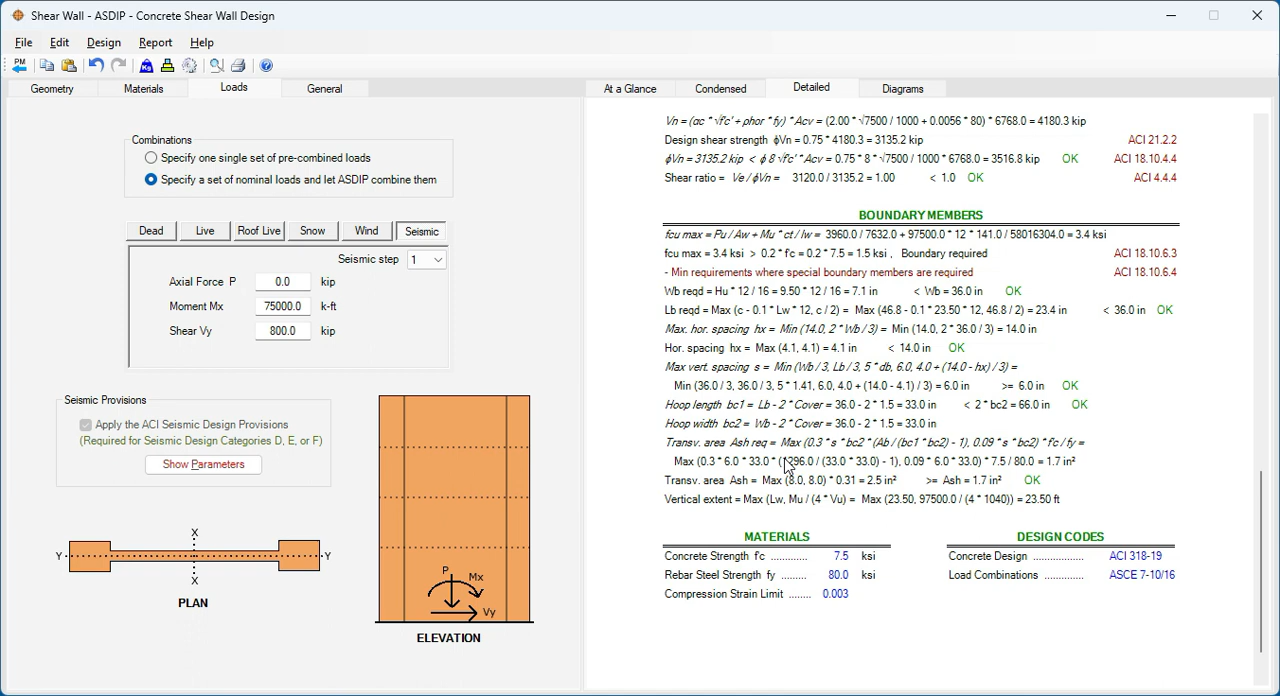 Shear Wall - ASDIP - Concrete Shear Wall Design
File Edit Design Report Help
PM
Geometry Materials Loads General
At a Glance Condensed Detailed Diagrams
Combinations
Specify one single set of pre-combined loads
Specify a set of nominal loads and let ASDIP combine them
Dead Live Roof Live Snow Wind Seismic
Seismic step 1
Axial Force P 0.0 kip
Moment Mx 75000.0 k-ft
Shear Vy 800.0 kip
Seismic Provisions
Apply the ACI Seismic Design Provisions
(Required for Seismic Design Categories D, E, or F)
Show Parameters
X
Y Y
X
PLAN
P
Mx
Vy
ELEVATION
Vn = (αc * √f'c' + phor * fy) * Acv = (2.00 * √7500 / 1000 + 0.0056 * 80) * 6768.0 = 4180.3 kip
Design shear strength ϕVn = 0.75 * 4180.3 = 3135.2 kip ACI 21.2.2
ϕVn = 3135.2 kip < ϕ 8 √f'c' * Acv = 0.75 * 8 * √7500 / 1000 * 6768.0 = 3516.8 kip OK ACI 18.10.4.4
Shear ratio = Ve / ϕVn = 3120.0 / 3135.2 = 1.00 < 1.0 OK ACI 4.4.4
BOUNDARY MEMBERS
fcu max = Pu / Aw + Mu * ct / Iw = 3960.0 / 7632.0 + 97500.0 * 12 * 141.0 / 58016304.0 = 3.4 ksi
fcu max = 3.4 ksi > 0.2 * f'c = 0.2 * 7.5 = 1.5 ksi , Boundary required ACI 18.10.6.3
- Min requirements where special boundary members are required ACI 18.10.6.4
Wb reqd = Hu * 12 / 16 = 9.50 * 12 / 16 = 7.1 in < Wb = 36.0 in OK
Lb reqd = Max (c - 0.1 * Lw * 12, c / 2) = Max (46.8 - 0.1 * 23.50 * 12, 46.8 / 2) = 23.4 in < 36.0 in OK
Max. hor. spacing hx = Min (14.0, 2 * Wb / 3) = Min (14.0, 2 * 36.0 / 3) = 14.0 in
Hor. spacing hx = Max (4.1, 4.1) = 4.1 in < 14.0 in OK
Max vert. spacing s = Min (Wb / 3, Lb / 3, 5 * db, 6.0, 4.0 + (14.0 - hx) / 3) =
Min (36.0 / 3, 36.0 / 3, 5 * 1.41, 6.0, 4.0 + (14.0 - 4.1) / 3) = 6.0 in >= 6.0 in OK
Hoop length bc1 = Lb - 2 * Cover = 36.0 - 2 * 1.5 = 33.0 in < 2 * bc2 = 66.0 in OK
Hoop width bc2 = Wb - 2 * Cover = 36.0 - 2 * 1.5 = 33.0 in
Transv. area Ash req = Max (0.3 * s * bc2 * (Ab / (bc1 * bc2) - 1), 0.09 * s * bc2) * f'c / fy =
Max (0.3 * 6.0 * 33.0 * (1296.0 / (33.0 * 33.0) - 1), 0.09 * 6.0 * 33.0) * 7.5 / 80.0 = 1.7 in²
Transv. area Ash = Max (8.0, 8.0) * 0.31 = 2.5 in² >= Ash = 1.7 in² OK
Vertical extent = Max (Lw, Mu / (4 * Vu) = Max (23.50, 97500.0 / (4 * 1040)) = 23.50 ft
MATERIALS
Concrete Strength f'c ............. 7.5 ksi
Rebar Steel Strength fy ........ 80.0 ksi
Compression Strain Limit ....... 0.003
DESIGN CODES
Concrete Design .................. ACI 318-19
Load Combinations .............. ASCE 7-10/16